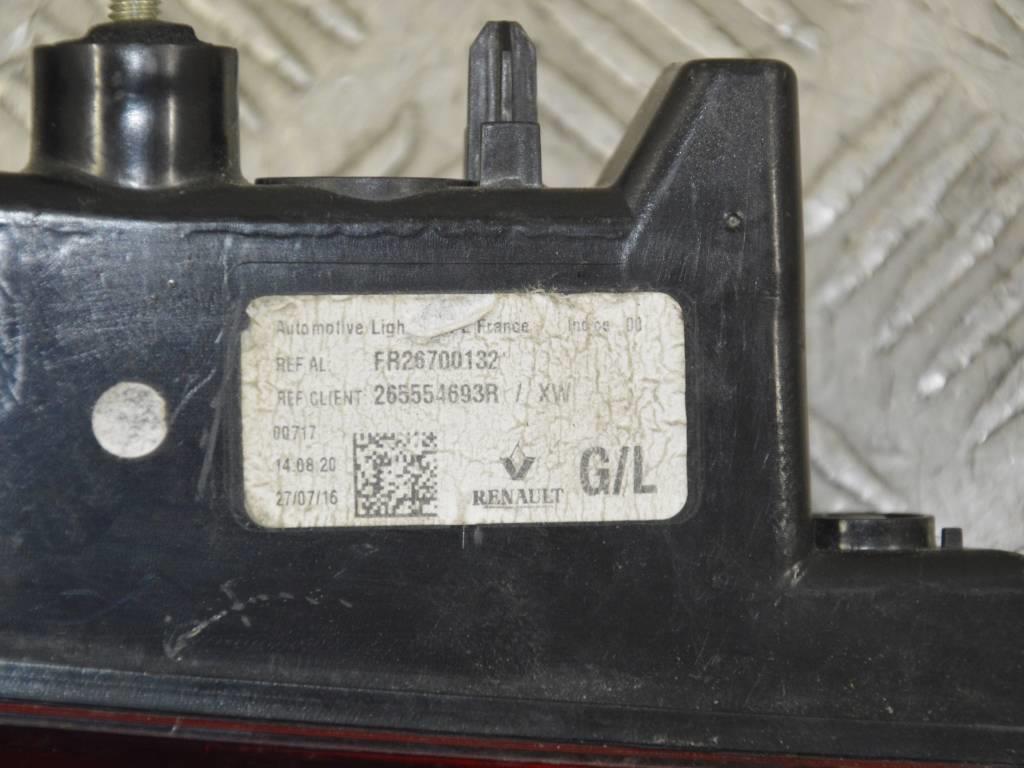 Automotive France Indice 00
REF AL: FR26700132
REF CLIENT 265554693R / XW
00717
14:08 20
27/07/16
RENAULT
G/L